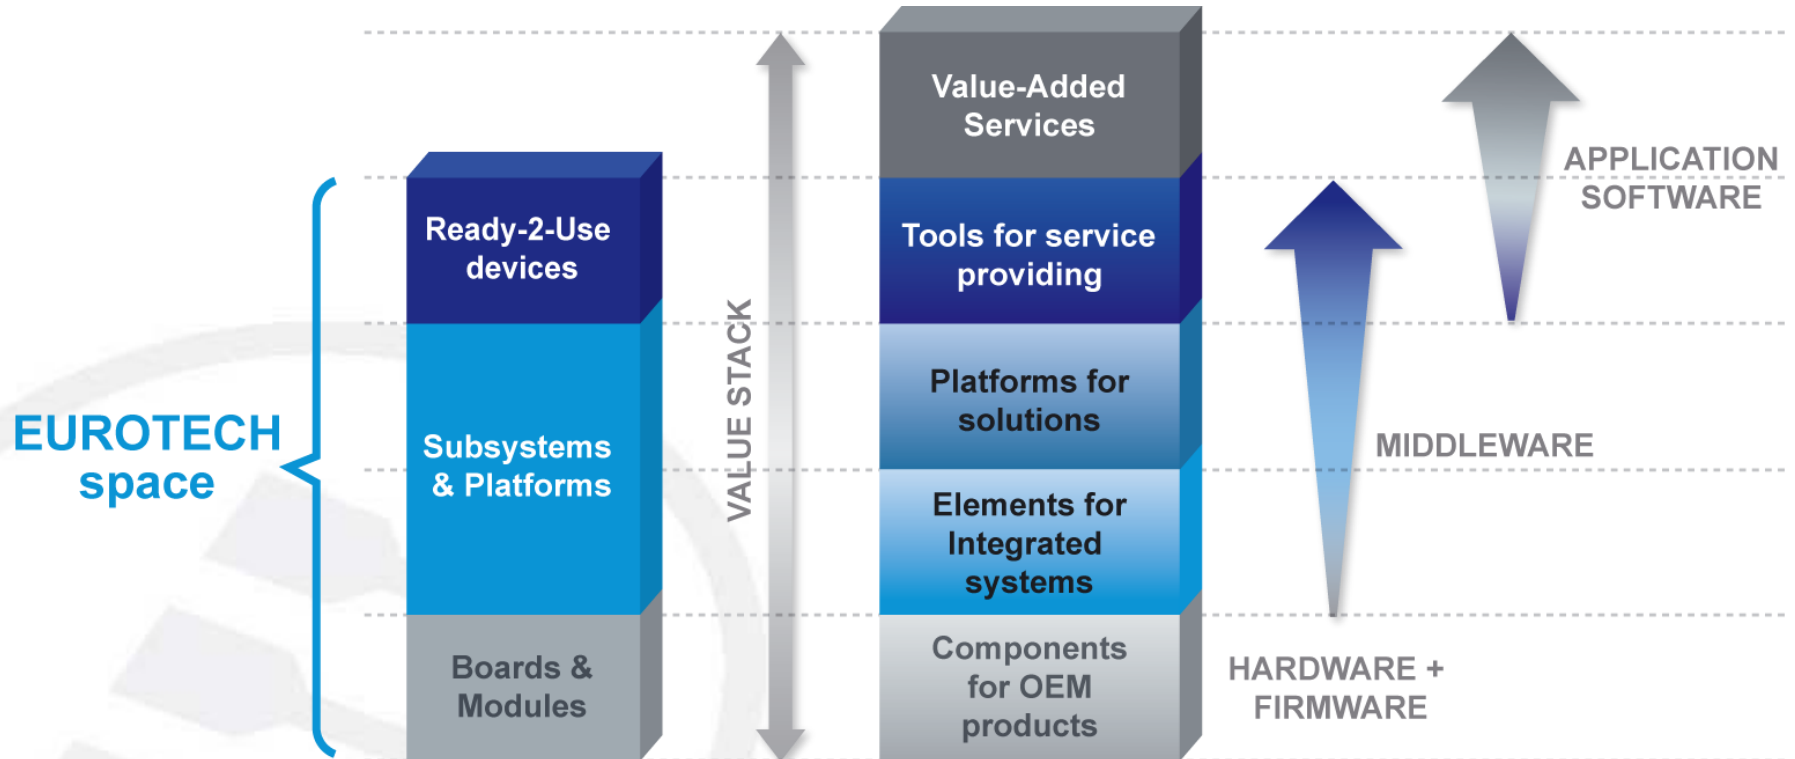 EUROTECH
space
Ready-2-Use
devices
Subsystems
& Platforms
Boards &
Modules
VALUE STACK
Value-Added
Services
Tools for service
providing
Platforms for
solutions
Elements for
Integrated
systems
Components
for OEM
products
APPLICATION
SOFTWARE
MIDDLEWARE
HARDWARE +
FIRMWARE